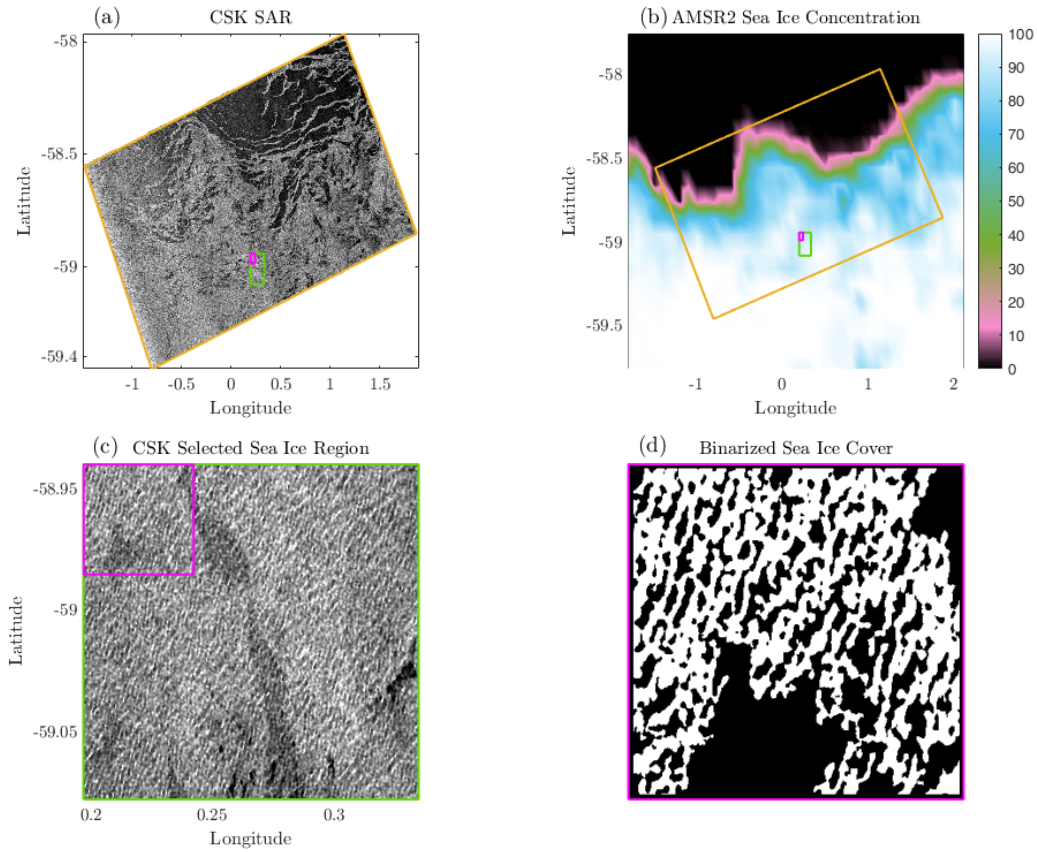 (a) CSK SAR
-58
-58.5
-59
-59.4
Latitude
-1 -0.5 0 0.5 1 1.5
Longitude
(b) AMSR2 Sea Ice Concentration
-58
-58.5
-59
-59.5
Latitude
-1 0 1 2
Longitude
100
90
80
70
60
50
40
30
20
10
0
(c) CSK Selected Sea Ice Region
-58.95
-59
-59.05
Latitude
0.2 0.25 0.3
Longitude
(d) Binarized Sea Ice Cover